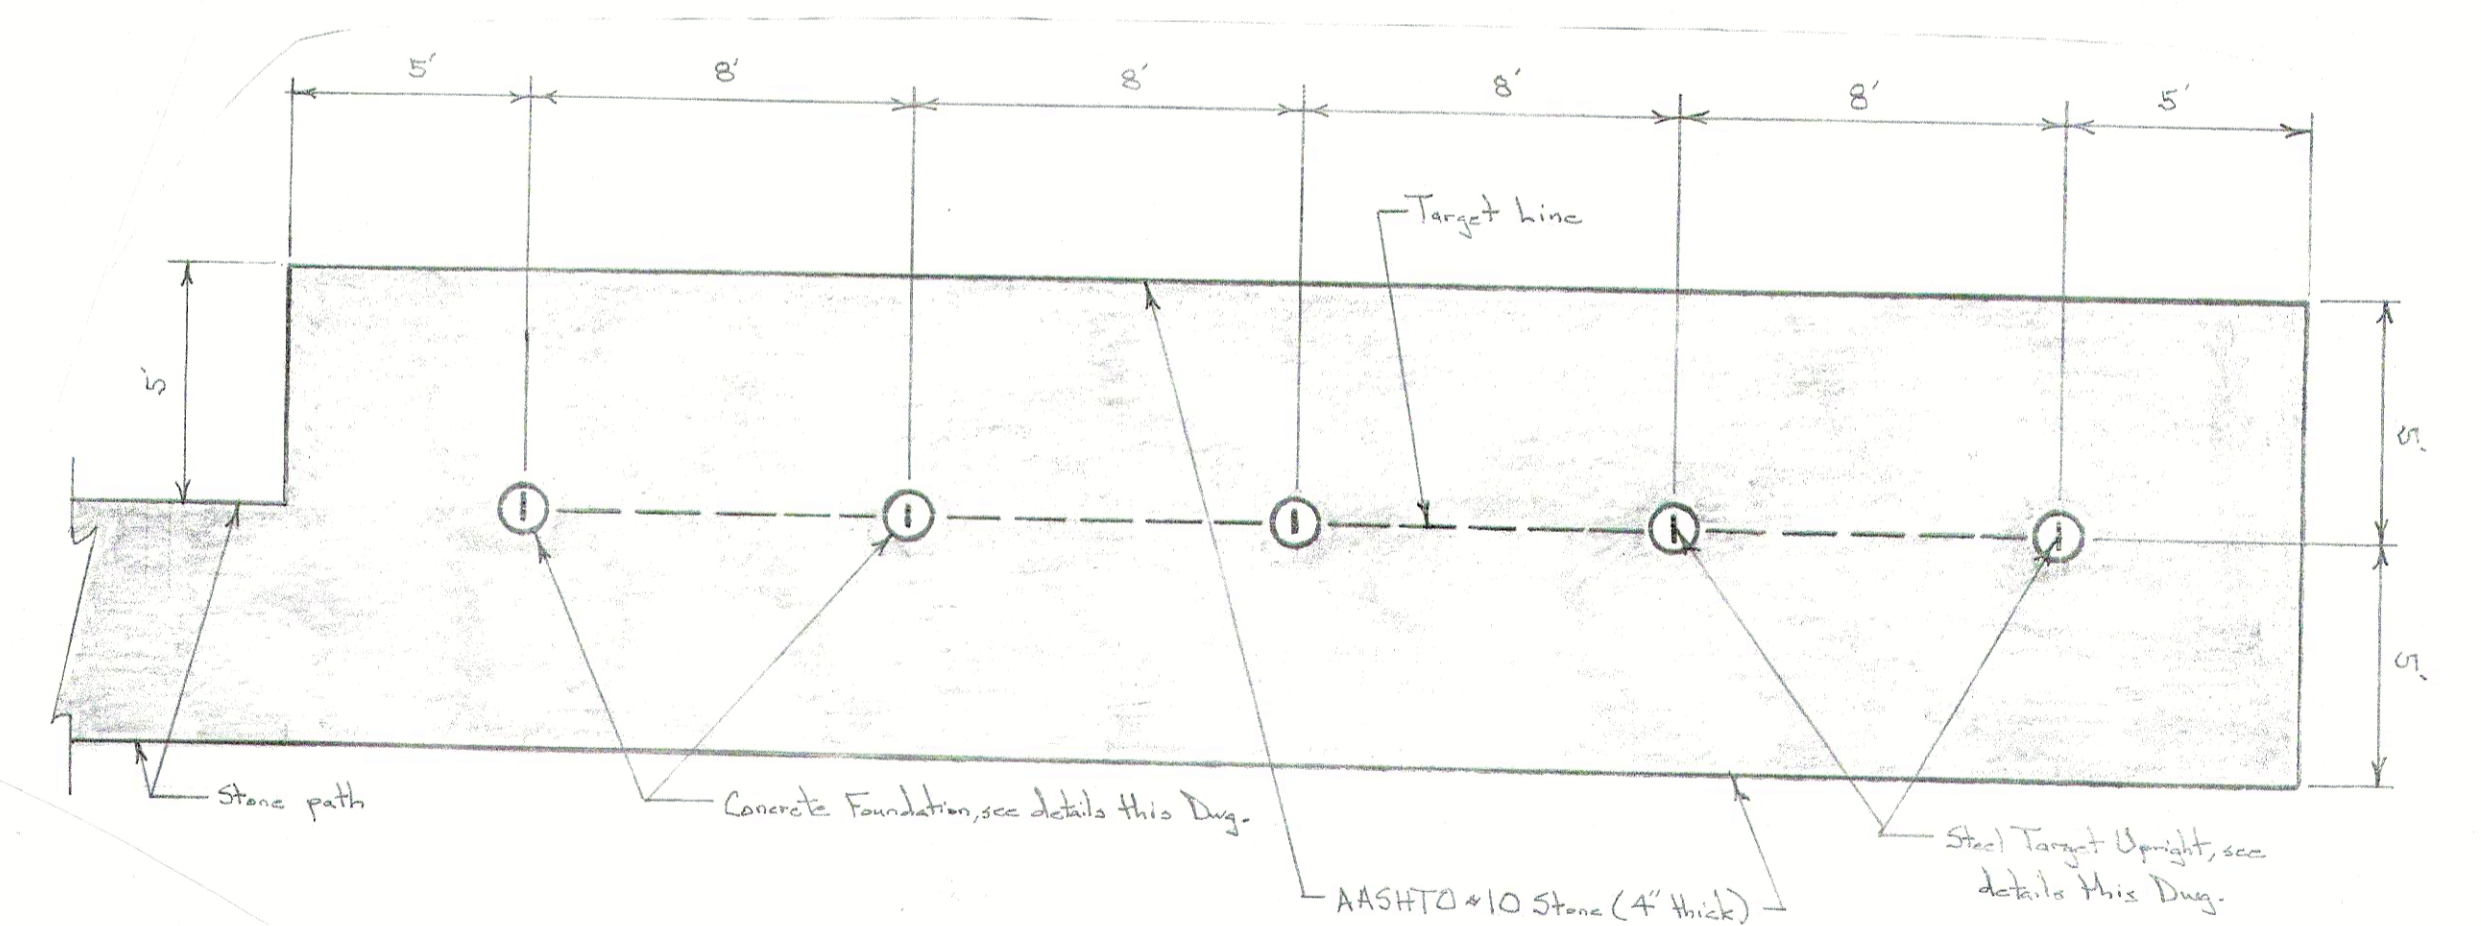 5' 8' 8' 8' 8' 5'
Target Line
5'
5'
5'
Stone path
Concrete Foundation, see details this Dwg.
Steel Target Upright, see
details this Dwg.
AASHTO #10 Stone (4" thick)